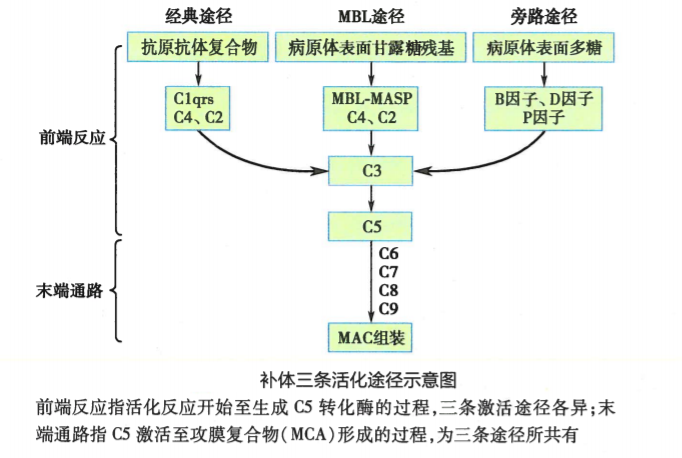 经典途径 MBL途径 旁路途径
抗原抗体复合物 病原体表面甘露糖残基 病原体表面多糖
C1qrs
C4、C2
MBL-MASP
C4、C2
B因子、D因子
P因子
前端反应
C3
C5
C6
C7
C8
C9
末端通路
MAC组装
补体三条活化途径示意图
前端反应指活化反应开始至生成 C5 转化酶的过程,三条激活途径各异;末
端通路指 C5 激活至攻膜复合物(MCA)形成的过程,为三条途径所共有